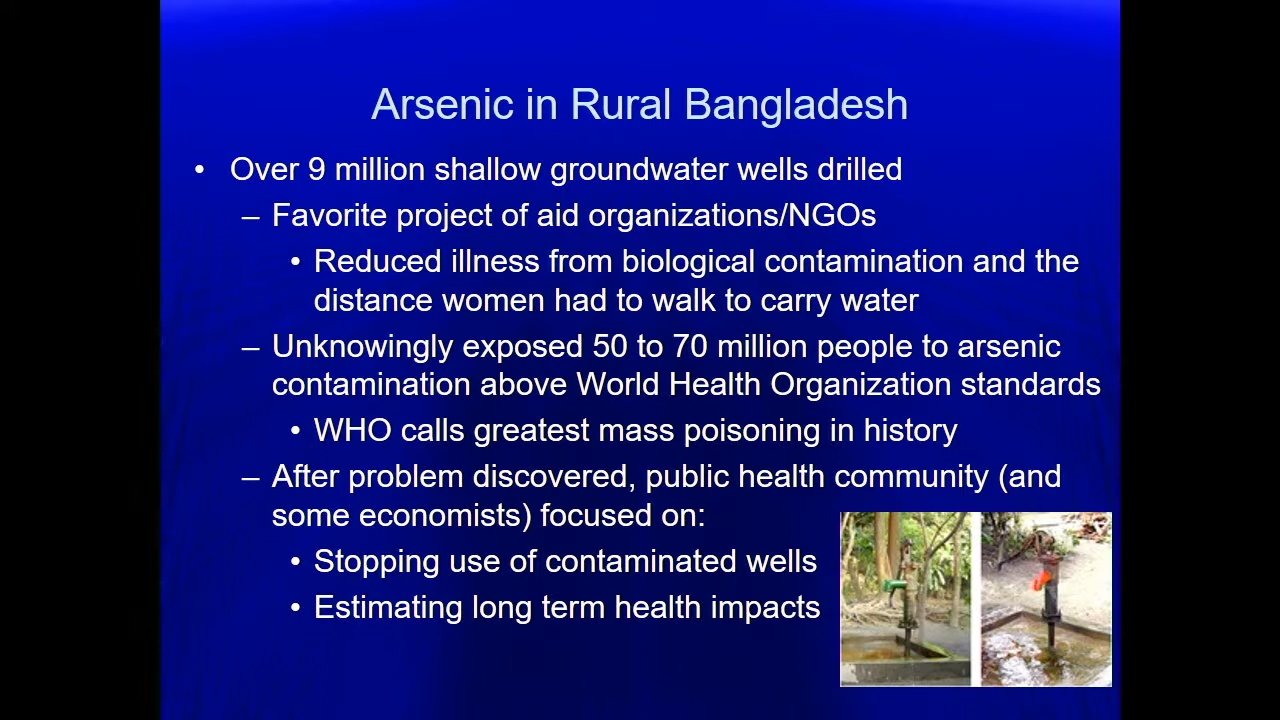 Arsenic in Rural Bangladesh
• Over 9 million shallow groundwater wells drilled
– Favorite project of aid organizations/NGOs
• Reduced illness from biological contamination and the
distance women had to walk to carry water
– Unknowingly exposed 50 to 70 million people to arsenic
contamination above World Health Organization standards
• WHO calls greatest mass poisoning in history
– After problem discovered, public health community (and
some economists) focused on:
• Stopping use of contaminated wells
• Estimating long term health impacts